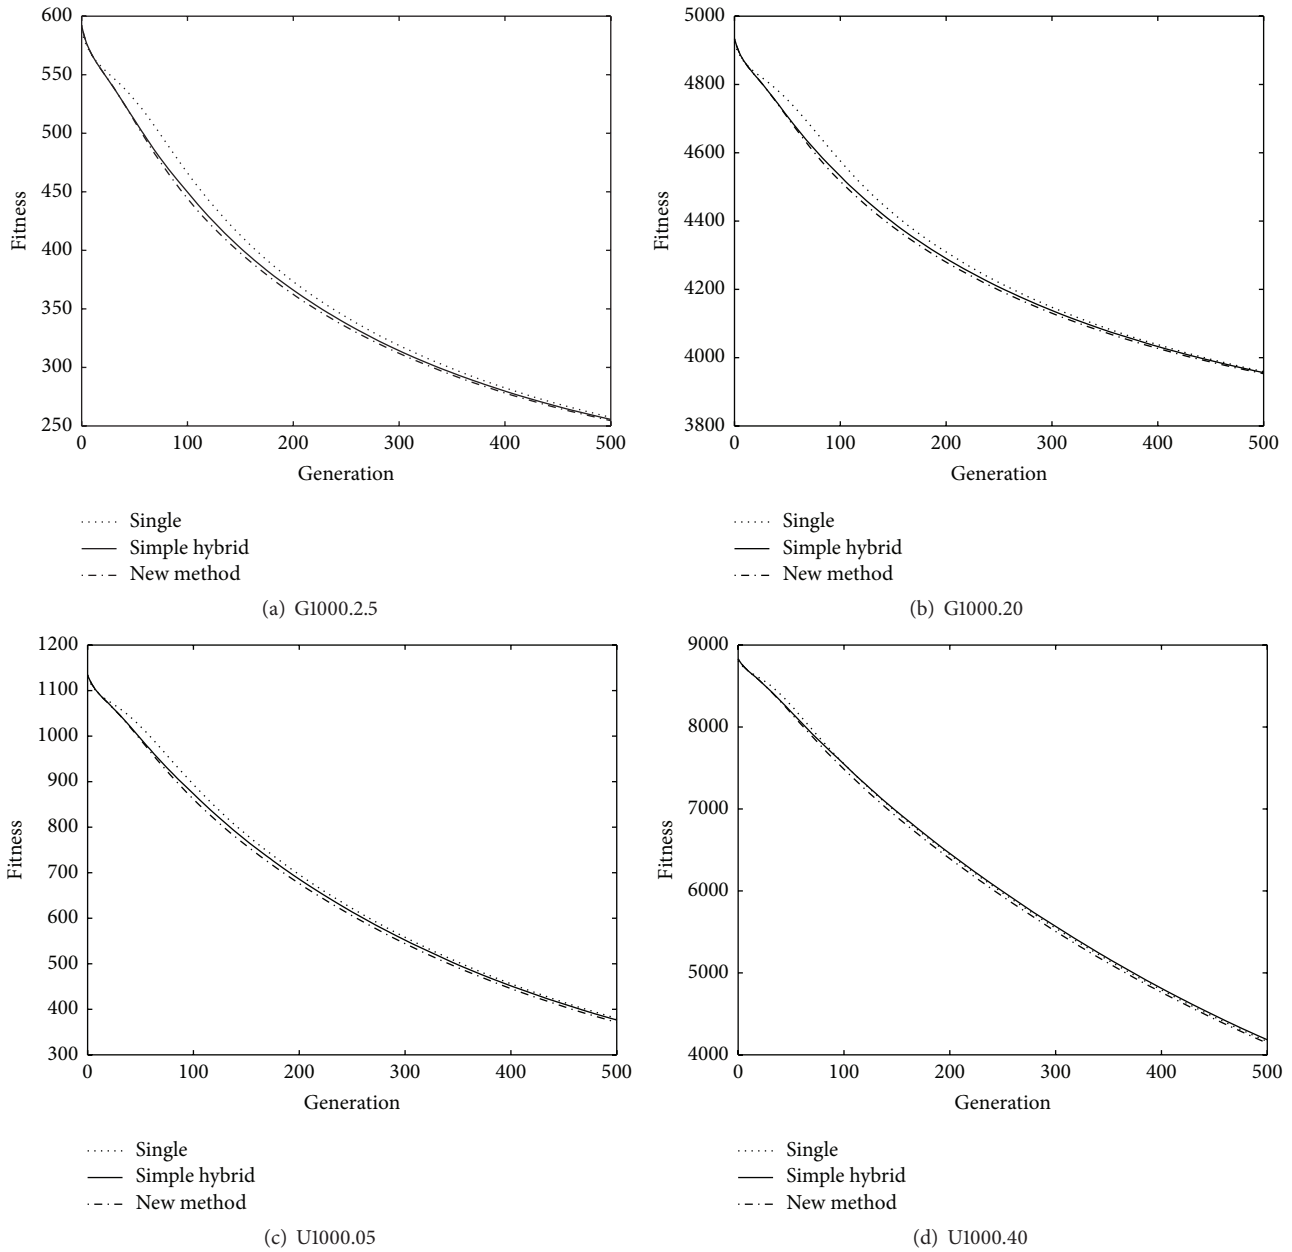 600
550
500
450
400
350
300
250
Fitness
0 100 200 300 400 500
Generation
Single
Simple hybrid
New method
(a) G1000.2.5
5000
4800
4600
4400
4200
4000
3800
Fitness
0 100 200 300 400 500
Generation
Single
Simple hybrid
New method
(b) G1000.20
1200
1100
1000
900
800
700
600
500
400
300
Fitness
0 100 200 300 400 500
Generation
Single
Simple hybrid
New method
(c) U1000.05
9000
8000
7000
6000
5000
4000
Fitness
0 100 200 300 400 500
Generation
Single
Simple hybrid
New method
(d) U1000.40